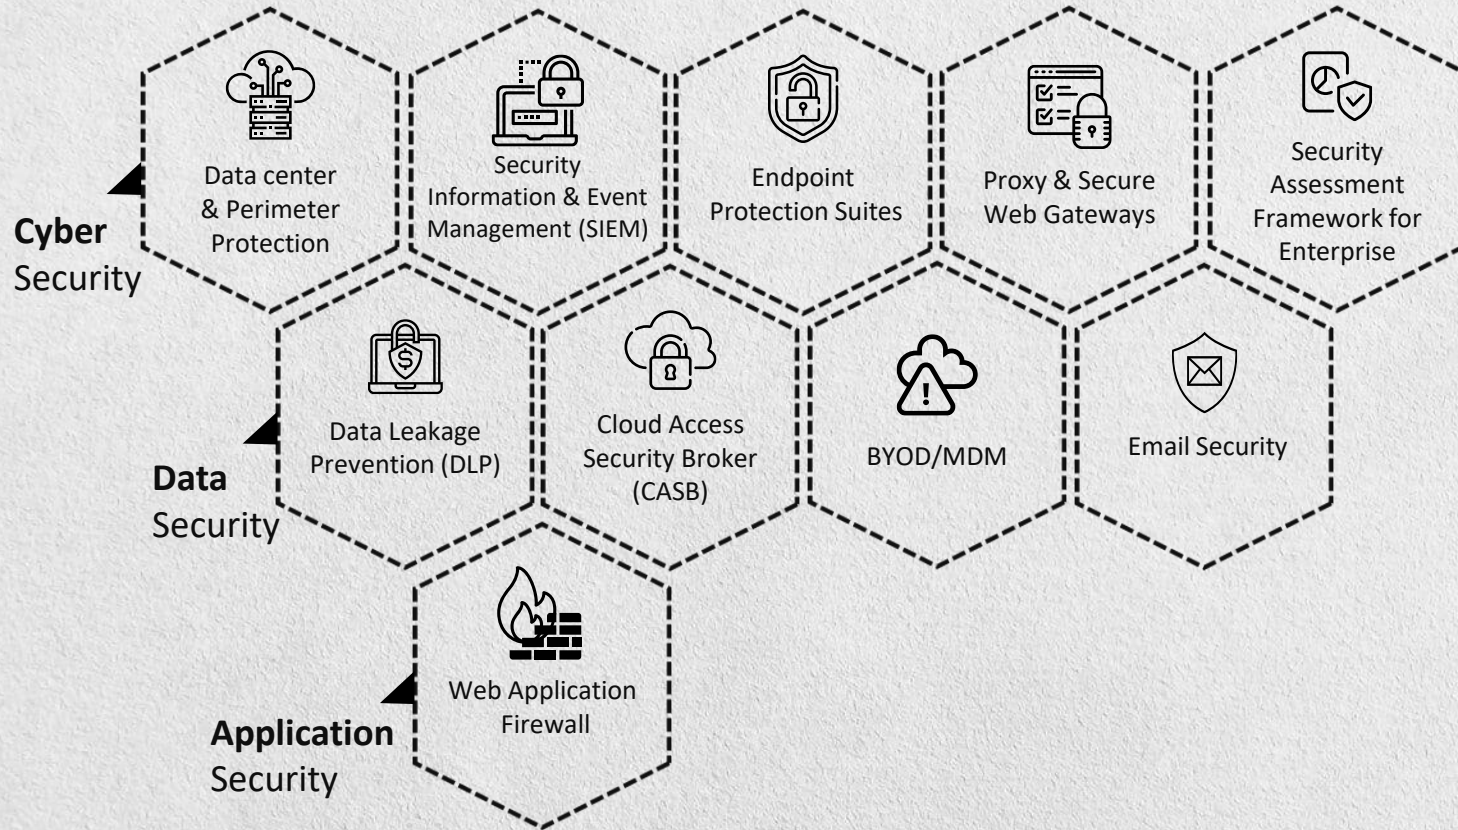 Cyber
Security
Data center
& Perimeter
Protection
Security
Information & Event
Management (SIEM)
Endpoint
Protection Suites
Proxy & Secure
Web Gateways
Security
Assessment
Framework for
Enterprise
Data
Security
Data Leakage
Prevention (DLP)
$
Cloud Access
Security Broker
(CASB)
!
BYOD/MDM
Email Security
Application
Security
Web Application
Firewall